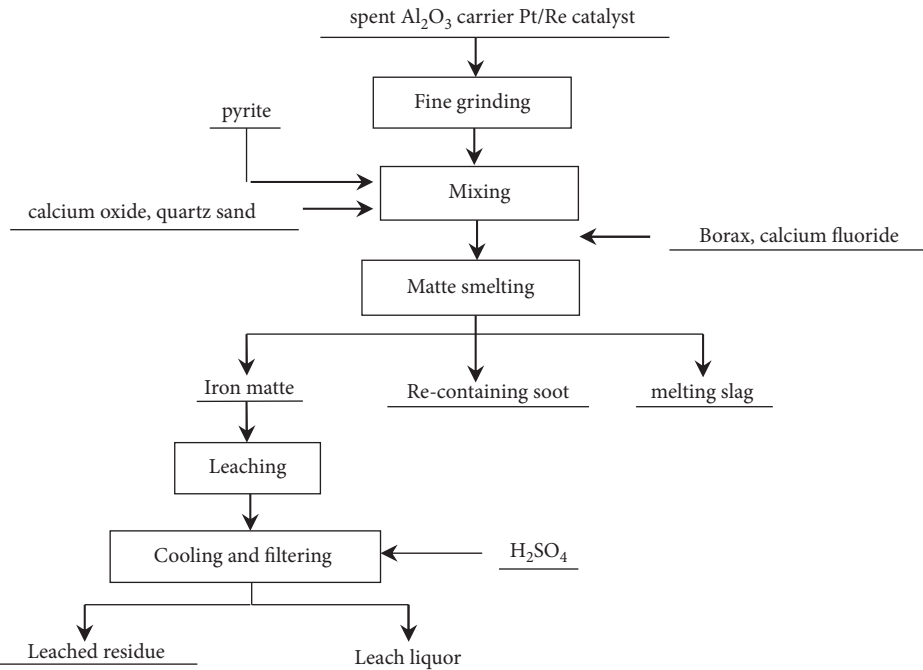 spent Al₂O₃ carrier Pt/Re catalyst
Fine grinding
pyrite
Mixing
calcium oxide, quartz sand
Borax, calcium fluoride
Matte smelting
Iron matte
Re-containing soot
melting slag
Leaching
Cooling and filtering
H₂SO₄
Leached residue
Leach liquor